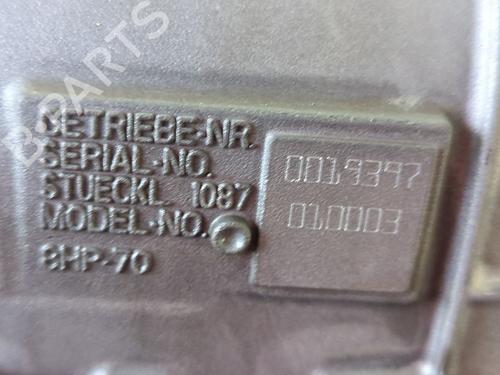 B-PARTS
GETRIEBE-NR.
SERIAL-NO. 0019397
STUECKL 1087
MODEL-NO. 010003
8HP-70